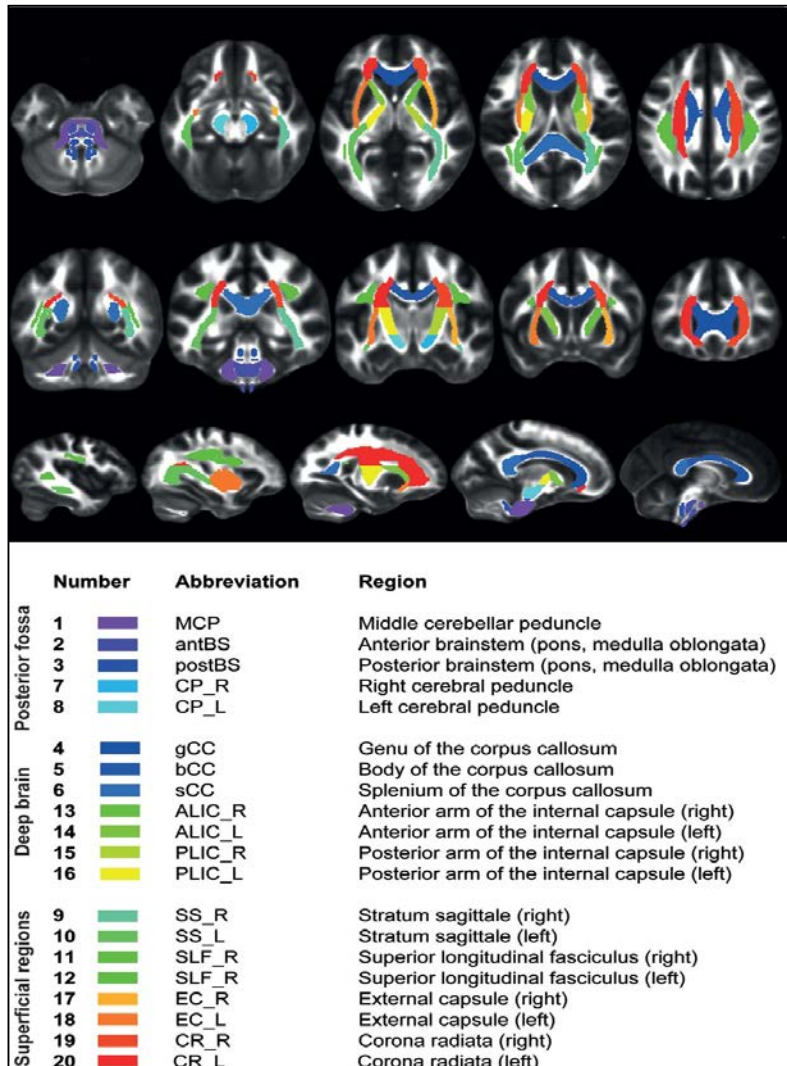 Number Abbreviation Region
Posterior fossa
1 MCP Middle cerebellar peduncle
2 antBS Anterior brainstem (pons, medulla oblongata)
3 postBS Posterior brainstem (pons, medulla oblongata)
7 CP_R Right cerebral peduncle
8 CP_L Left cerebral peduncle
Deep brain
4 gCC Genu of the corpus callosum
5 bCC Body of the corpus callosum
6 sCC Splenium of the corpus callosum
13 ALIC_R Anterior arm of the internal capsule (right)
14 ALIC_L Anterior arm of the internal capsule (left)
15 PLIC_R Posterior arm of the internal capsule (right)
16 PLIC_L Posterior arm of the internal capsule (left)
Superficial regions
9 SS_R Stratum sagittale (right)
10 SS_L Stratum sagittale (left)
11 SLF_R Superior longitudinal fasciculus (right)
12 SLF_R Superior longitudinal fasciculus (left)
17 EC_R External capsule (right)
18 EC_L External capsule (left)
19 CR_R Corona radiata (right)
20 CR_L Corona radiata (left)